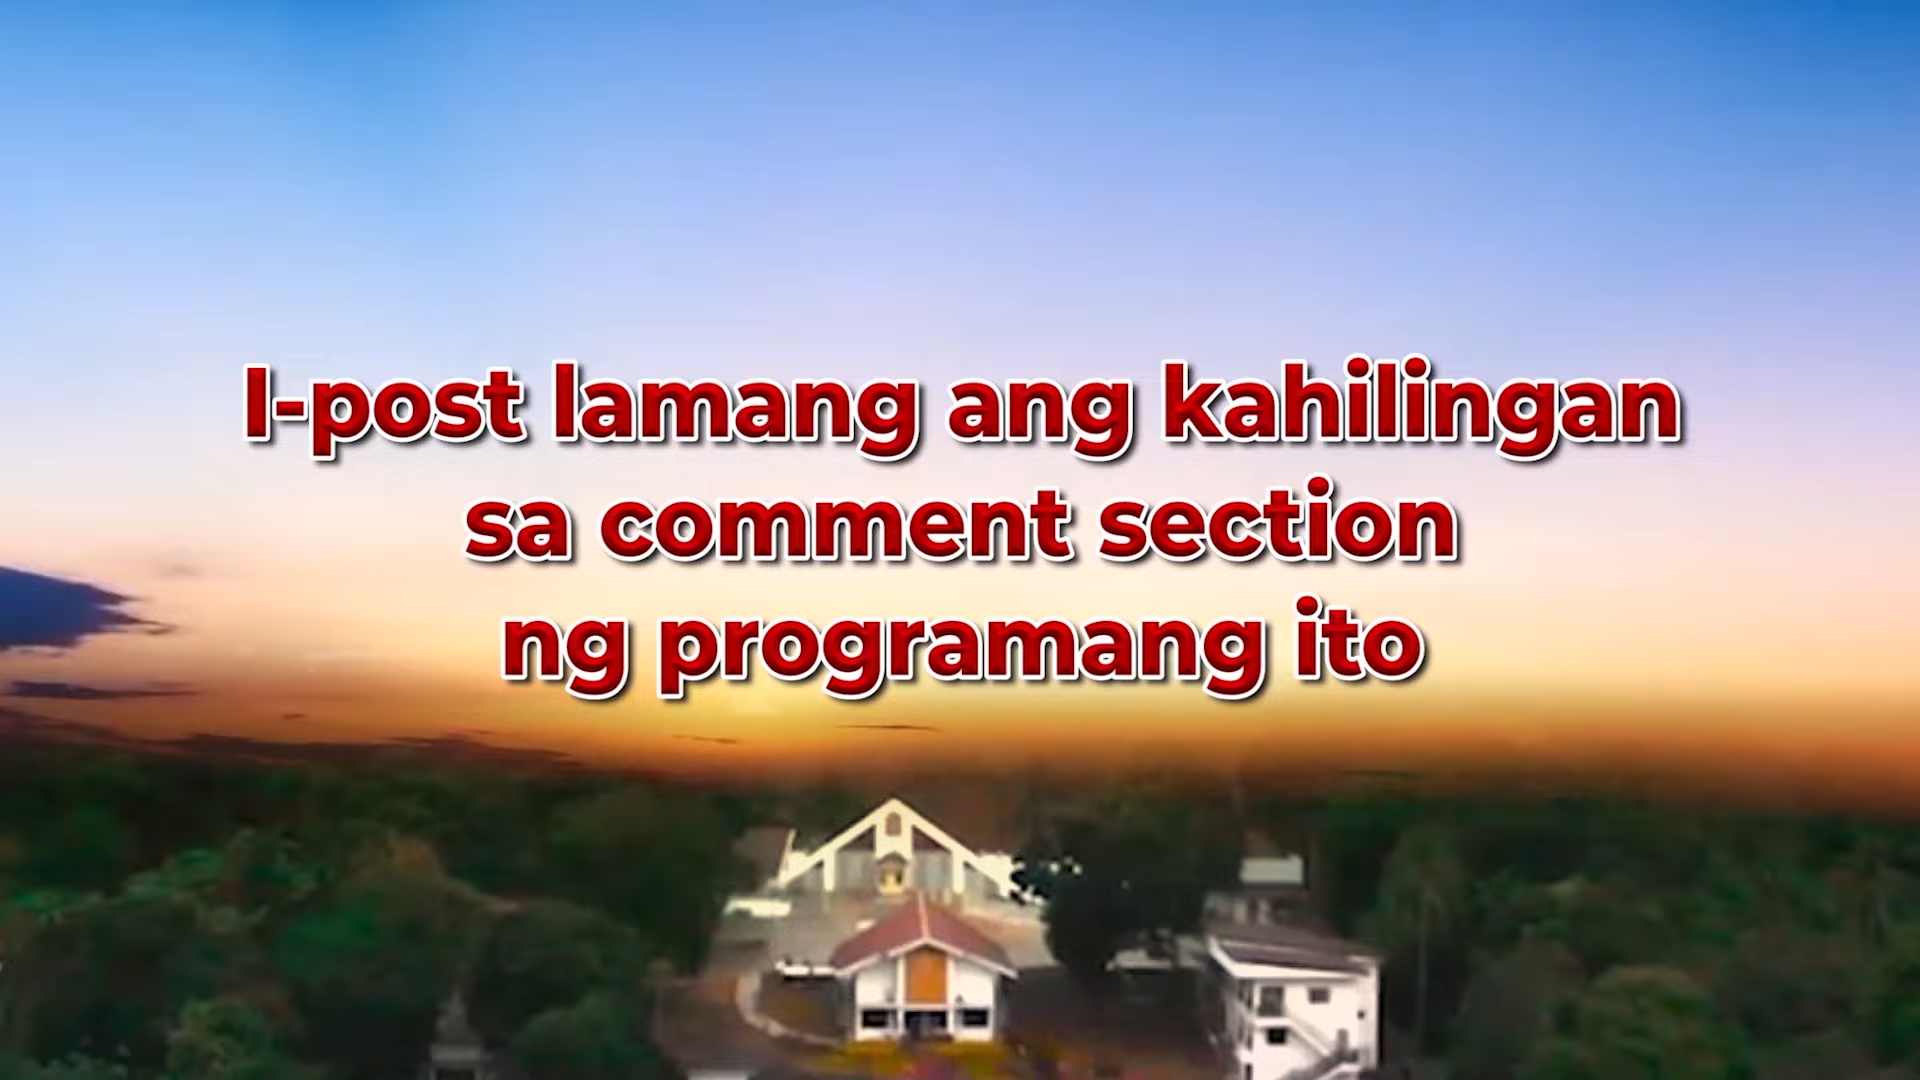 I-post lamang ang kahilingan
sa comment section
ng programang ito